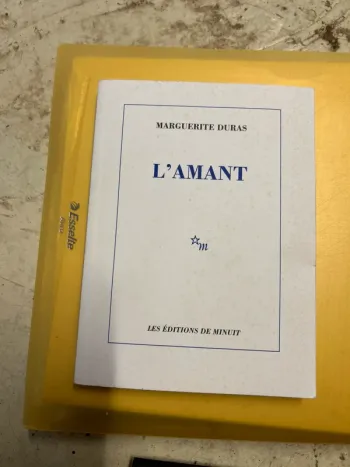 MARGUERITE DURAS
L'AMANT
m
LES ÉDITIONS DE MINUIT
Esselte